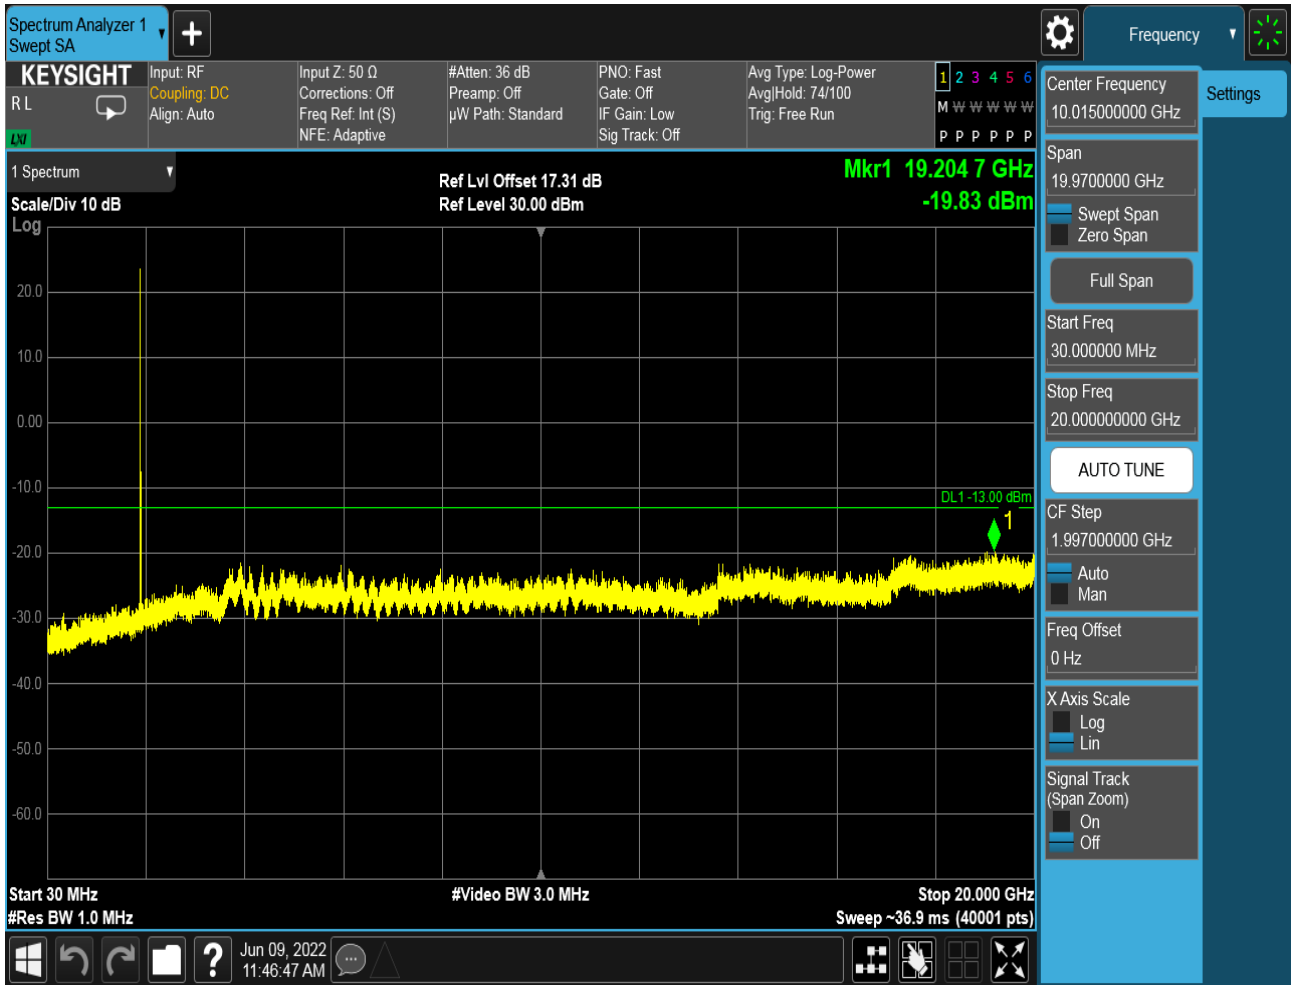 Spectrum Analyzer 1
Swept SA
Frequency
KEYSIGHT
R L
LXI
Input: RF
Coupling: DC
Align: Auto
Input Z: 50 Ω
Corrections: Off
Freq Ref: Int (S)
NFE: Adaptive
#Atten: 36 dB
Preamp: Off
µW Path: Standard
PNO: Fast
Gate: Off
IF Gain: Low
Sig Track: Off
Avg Type: Log-Power
Avg|Hold: 74/100
Trig: Free Run
1 2 3 4 5 6
M W W W W W
P P P P P P
Center Frequency
10.015000000 GHz
Settings
Span
19.9700000 GHz
Swept Span
Zero Span
Full Span
Start Freq
30.000000 MHz
Stop Freq
20.000000000 GHz
AUTO TUNE
CF Step
1.997000000 GHz
Auto
Man
Freq Offset
0 Hz
X Axis Scale
Log
Lin
Signal Track
(Span Zoom)
On
Off
1 Spectrum
Scale/Div 10 dB
Log
Ref Lvl Offset 17.31 dB
Ref Level 30.00 dBm
Mkr1 19.204 7 GHz
-19.83 dBm
20.0
10.0
0.00
-10.0
DL1 -13.00 dBm
1
-20.0
-30.0
-40.0
-50.0
-60.0
Start 30 MHz
#Video BW 3.0 MHz
Stop 20.000 GHz
#Res BW 1.0 MHz
Sweep ~36.9 ms (40001 pts)
?
Jun 09, 2022
11:46:47 AM